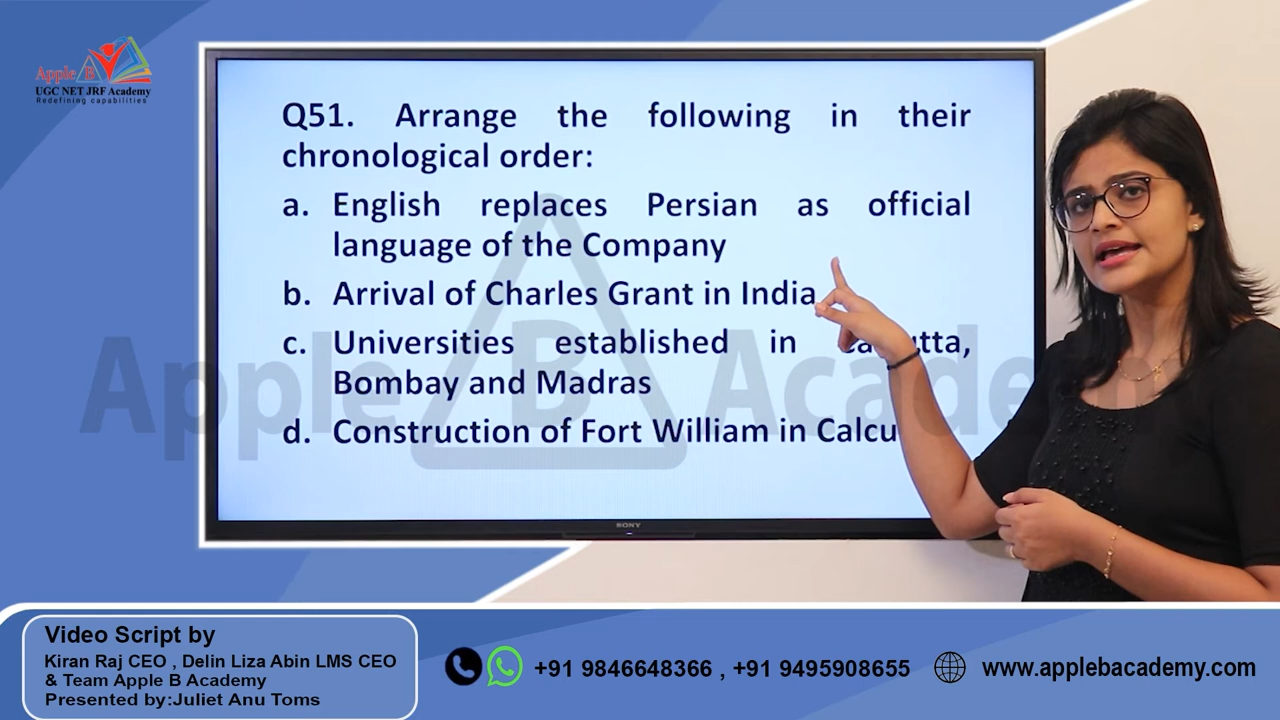 Apple B
UGC NET JRF Academy
Redefining capabilities
Q51. Arrange the following in their
chronological order:
a. English replaces Persian as official
language of the Company
b. Arrival of Charles Grant in India
c. Universities established in Calcutta,
Bombay and Madras
d. Construction of Fort William in Calcu
Apple B Academy
SONY
Video Script by
Kiran Raj CEO , Delin Liza Abin LMS CEO
& Team Apple B Academy
Presented by:Juliet Anu Toms
+91 9846648366 , +91 9495908655
www.applebacademy.com